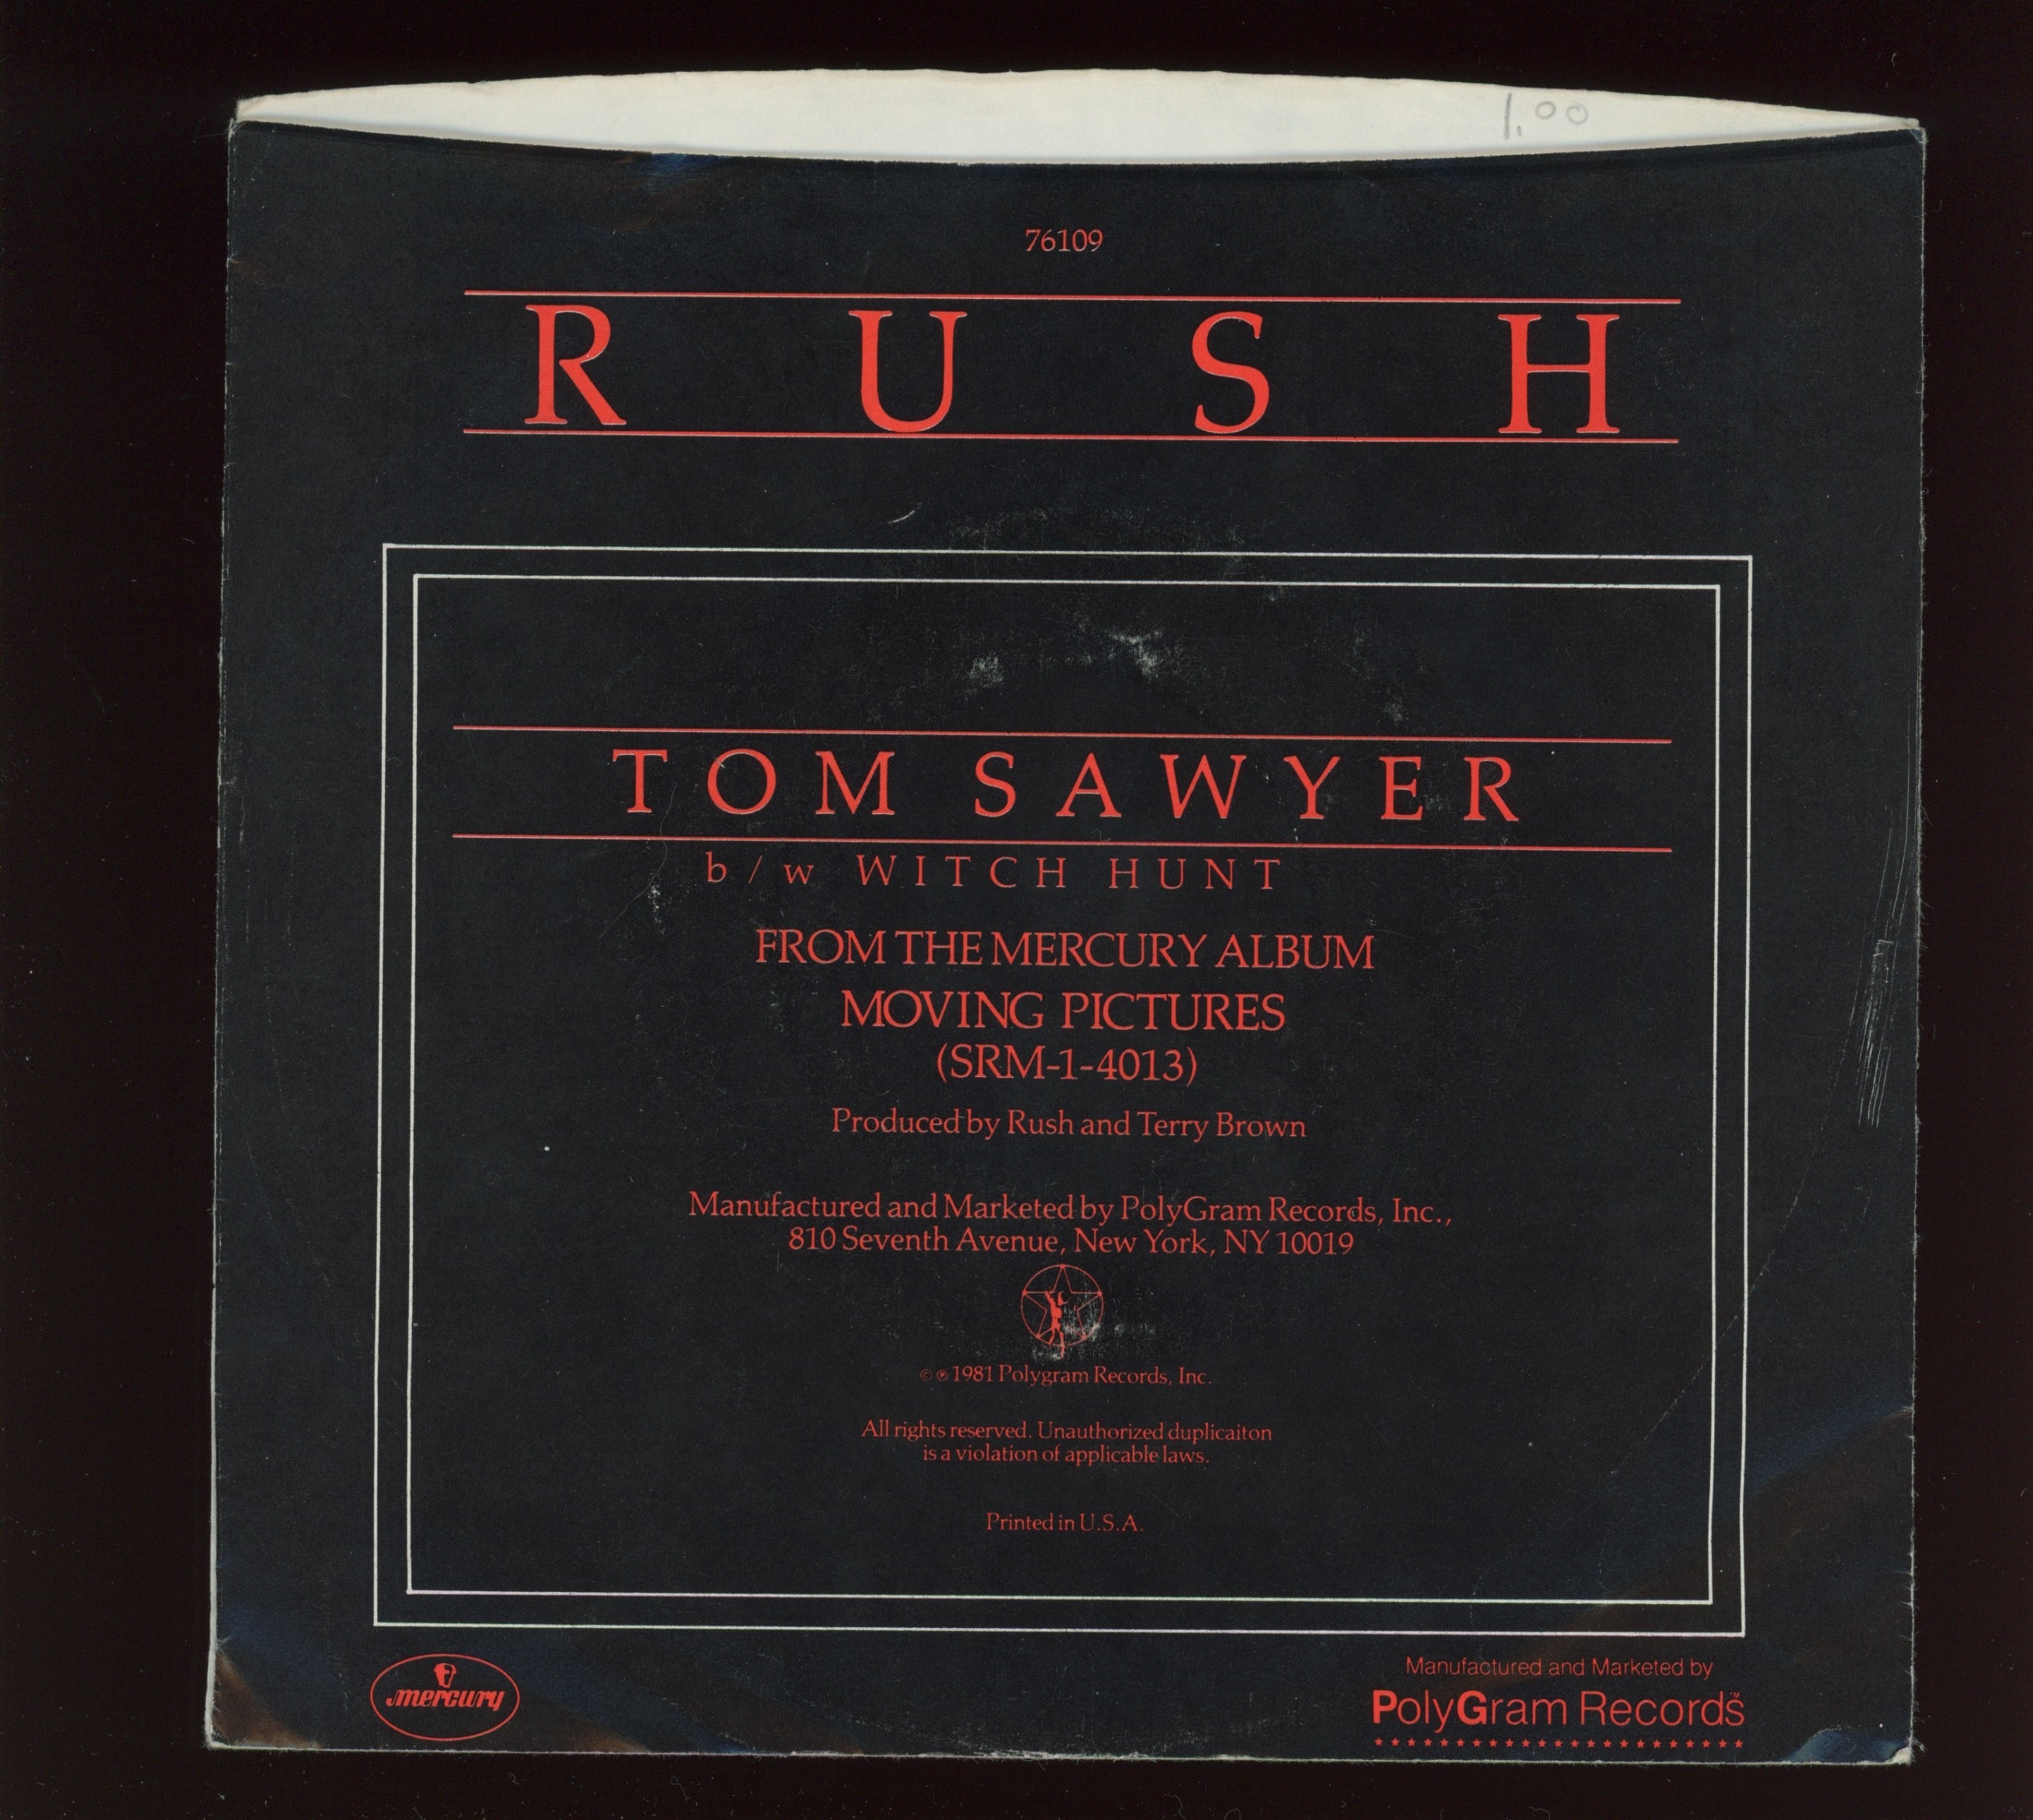 1.00
76109
RUSH
TOM SAWYER
b/w WITCH HUNT
FROM THE MERCURY ALBUM
MOVING PICTURES
(SRM-1-4013)
Produced by Rush and Terry Brown
Manufactured and Marketed by PolyGram Records, Inc.,
810 Seventh Avenue, New York, NY 10019
© ℗ 1981 Polygram Records, Inc.
All rights reserved. Unauthorized duplicaiton
is a violation of applicable laws.
Printed in U.S.A.
mercury
Manufactured and Marketed by
PolyGram Records™